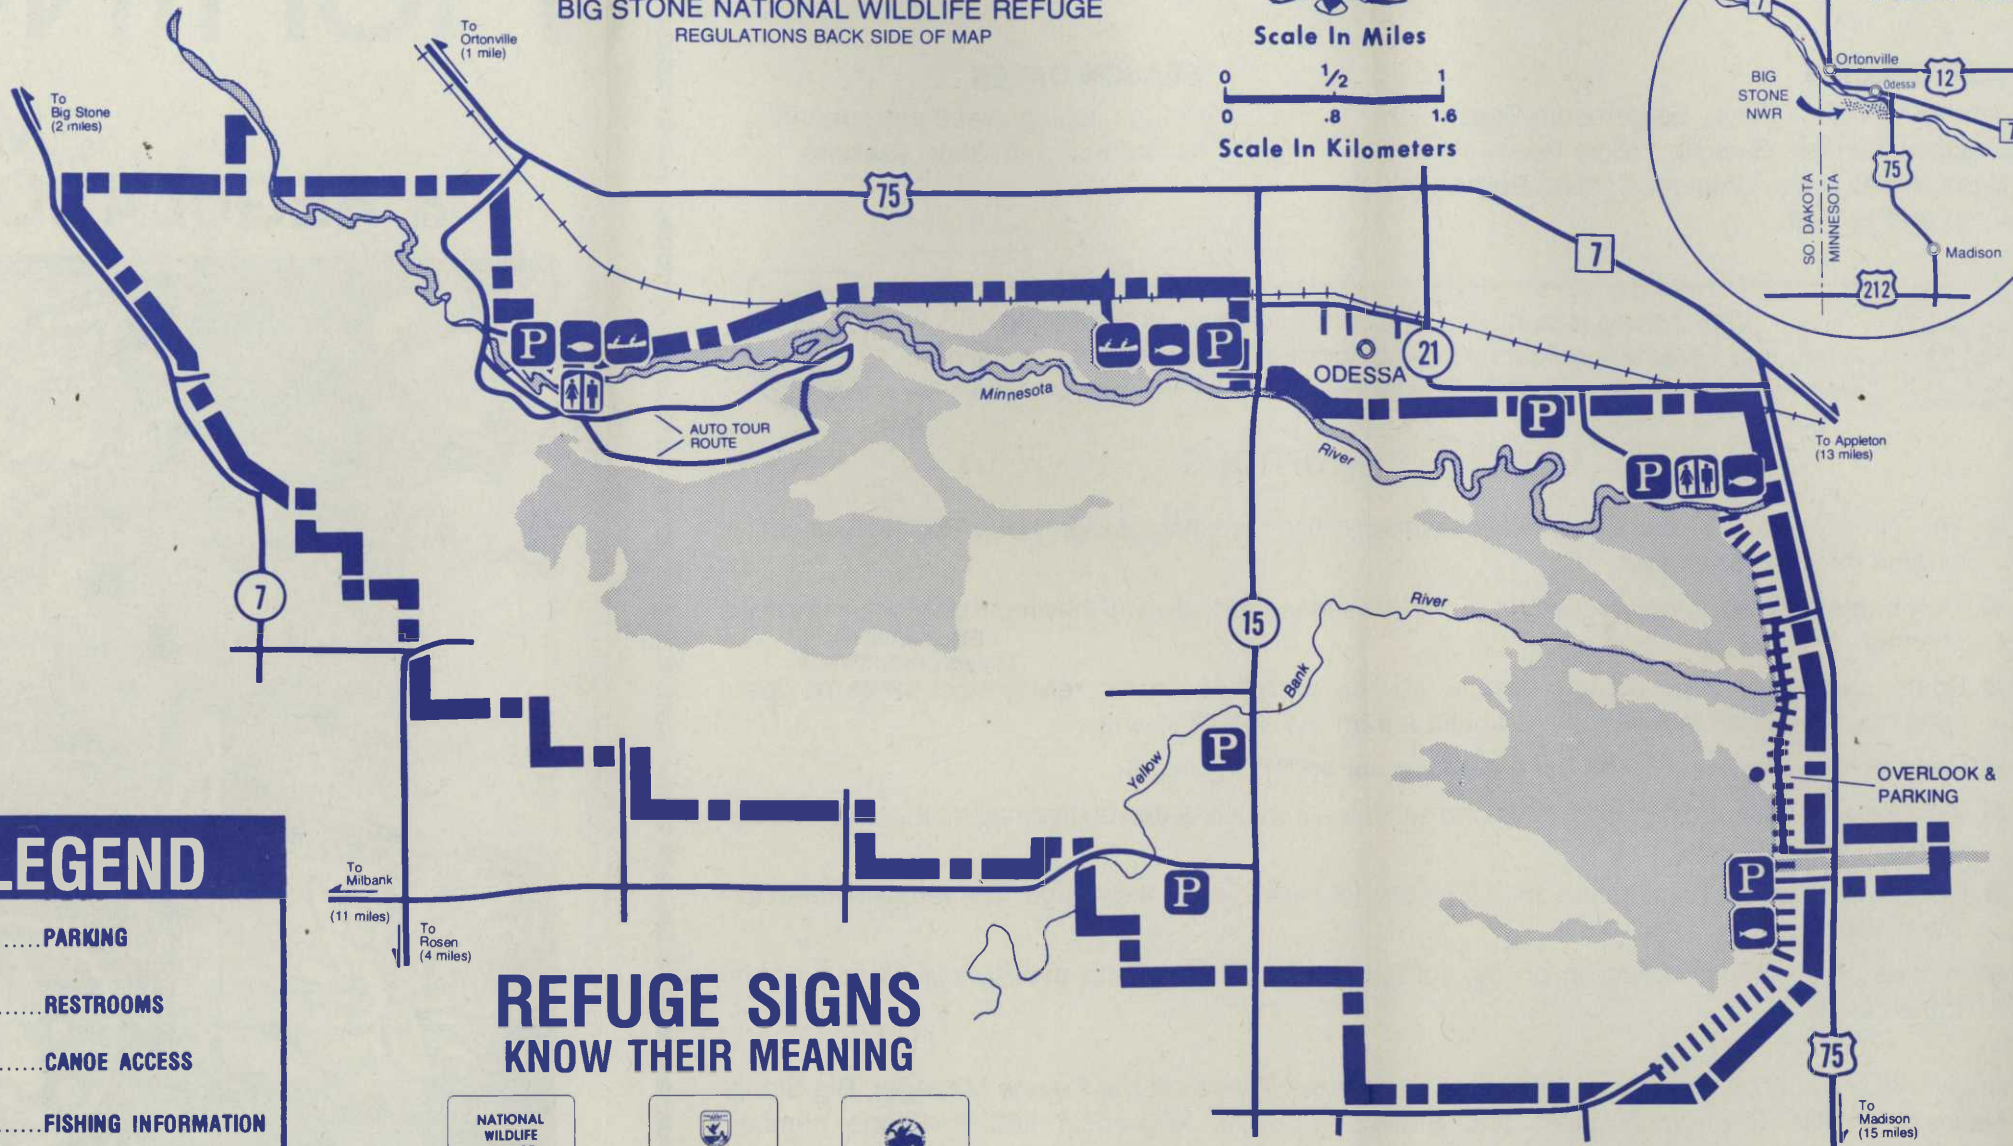 BIG STONE NATIONAL WILDLIFE REFUGE
REGULATIONS BACK SIDE OF MAP
To
Ortonville
(1 mile)
To
Big Stone
(2 miles)
Scale In Miles
0 1/2 1
0 .8 1.6
Scale In Kilometers
7
Ortonville
12
Odessa
BIG
STONE
NWR
75
SO. DAKOTA
MINNESOTA
Madison
212
75
7
P
P
21
ODESSA
Minnesota
River
AUTO TOUR
ROUTE
P
P
To Appleton
(13 miles)
7
15
River
Bank
Yellow
P
OVERLOOK &
PARKING
P
P
To
Milbank
(11 miles)
To
Rosen
(4 miles)
LEGEND
.....PARKING
......RESTROOMS
......CANOE ACCESS
......FISHING INFORMATION
REFUGE SIGNS
KNOW THEIR MEANING
NATIONAL
WILDLIFE
75
To
Madison
(15 miles)